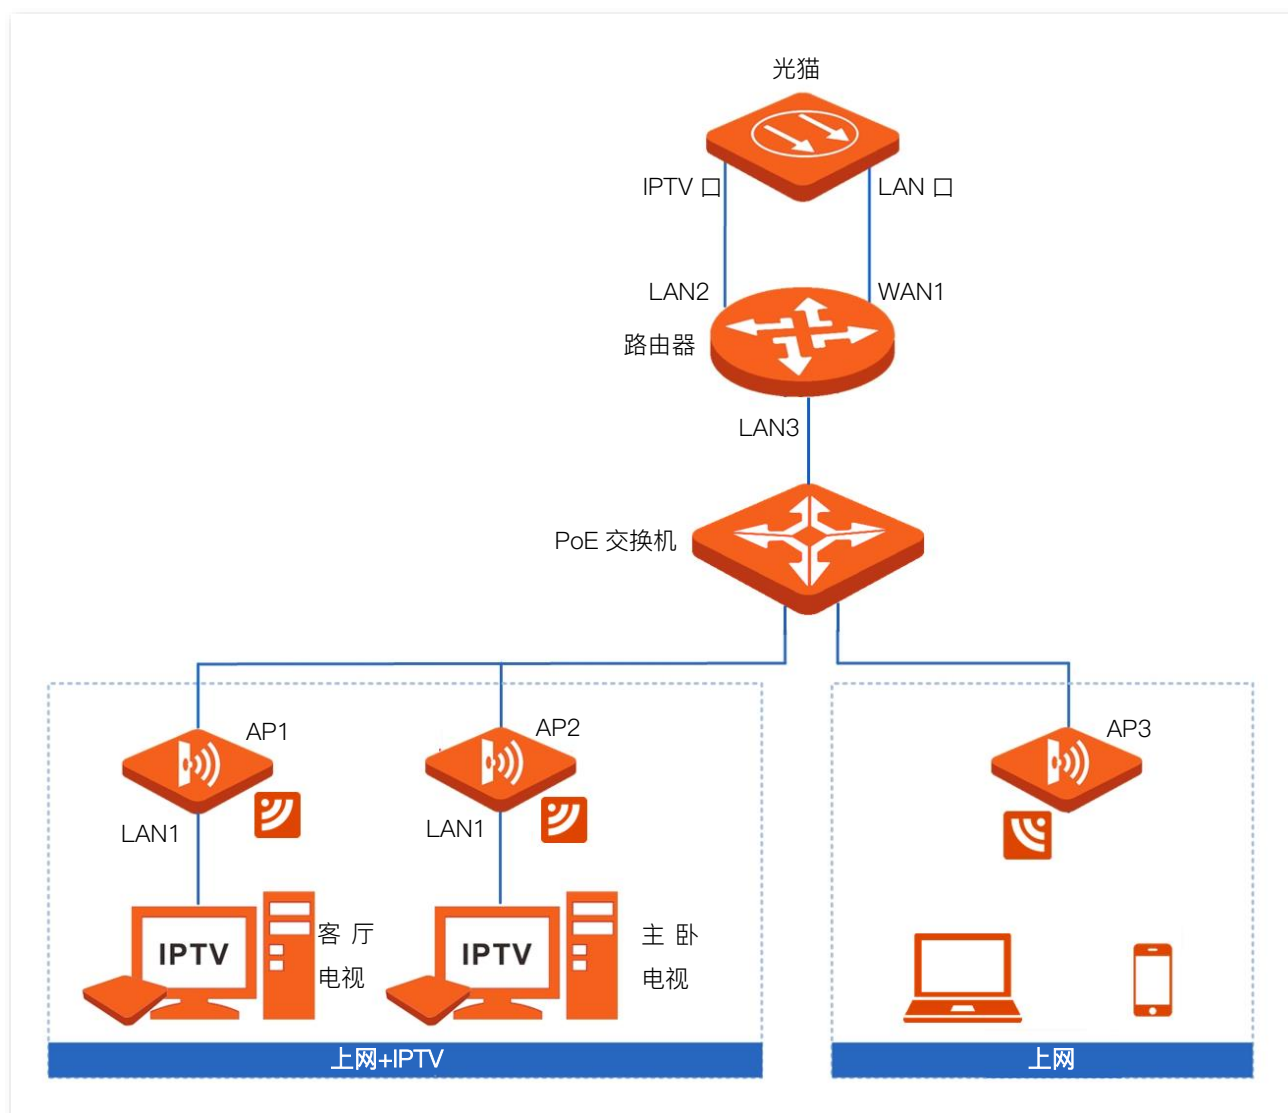 光猫
IPTV 口
LAN 口
LAN2
WAN1
路由器
LAN3
PoE 交换机
AP1
AP2
AP3
LAN1
LAN1
IPTV
客 厅
电视
IPTV
主 卧
电视
上网+IPTV
上网